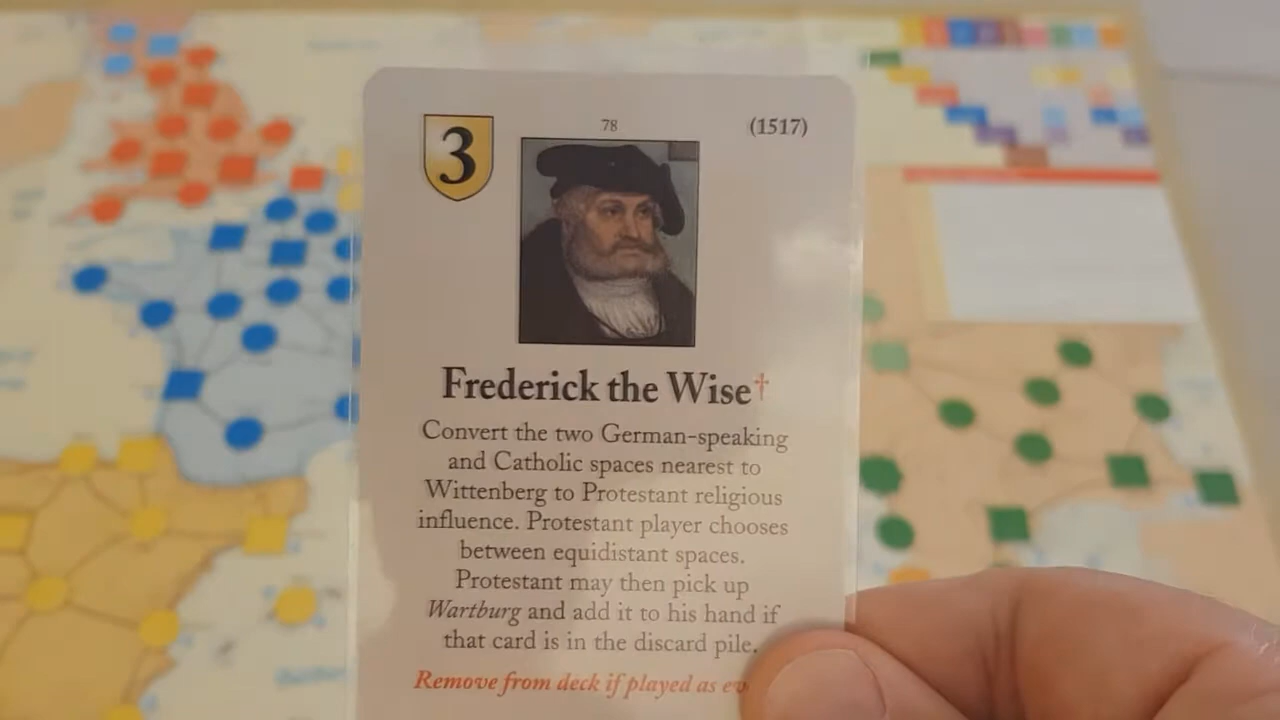 3
78
(1517)
Frederick the Wise†
Convert the two German-speaking
and Catholic spaces nearest to
Wittenberg to Protestant religious
influence. Protestant player chooses
between equidistant spaces.
Protestant may then pick up
Wartburg and add it to his hand if
that card is in the discard pile.
Remove from deck if played as